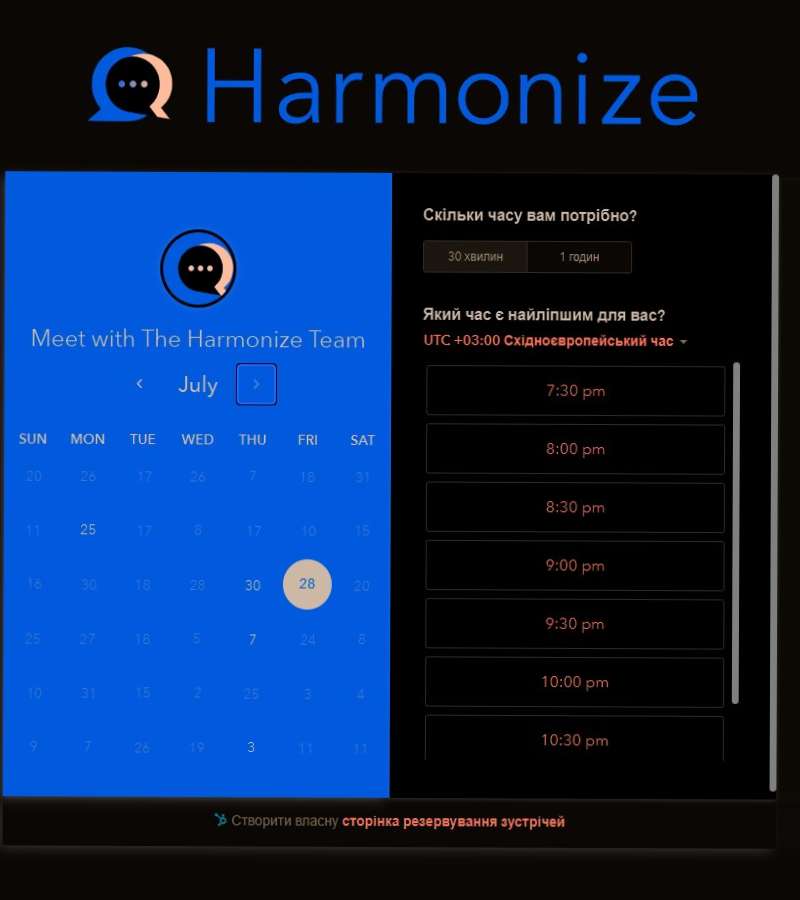 Harmonize
Meet with The Harmonize Team
July
SUN MON TUE WED THU FRI SAT
20 26 17 26 7 18 31
11 25 17 8 17 10 15
16 30 18 28 30 28 20
25 27 18 5 7 24 8
10 31 15 2 25 3 4
9 7 26 19 3 11 11
Скільки часу вам потрібно?
30 хвилин 1 годин
Який час є найліпшим для вас?
UTC +03:00 Східноєвропейський час
7:30 pm
8:00 pm
8:30 pm
9:00 pm
9:30 pm
10:00 pm
10:30 pm
Створити власну сторінка резервування зустрічей